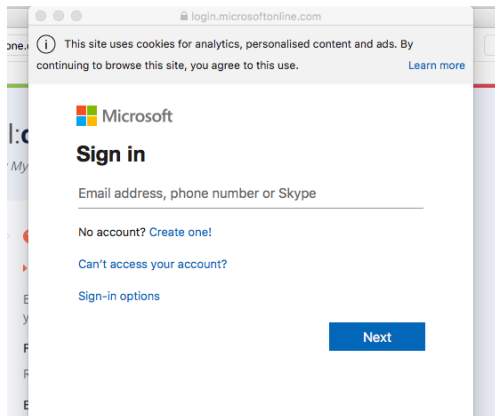 login.microsoftonline.com
This site uses cookies for analytics, personalised content and ads. By
continuing to browse this site, you agree to this use.
Learn more
Microsoft
Sign in
Email address, phone number or Skype
No account? Create one!
Can't access your account?
Sign-in options
Next
one.
l:
My